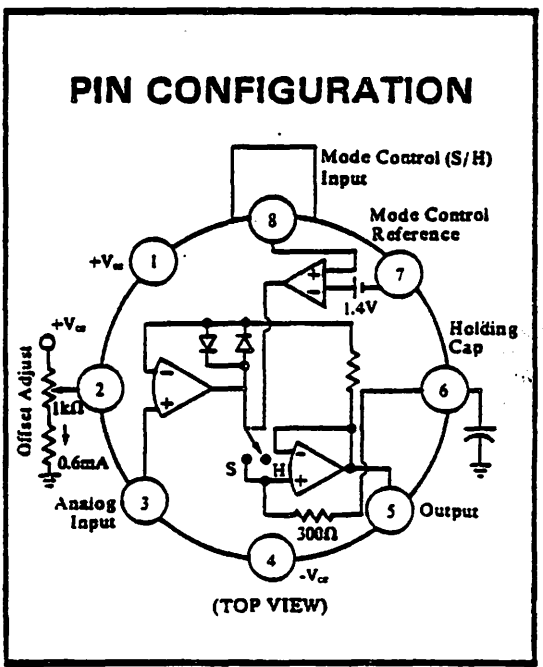 PIN CONFIGURATION
Mode Control (S/H)
Input
8
Mode Control
Reference
+Vcc
1
7
+
−
1.4V
+Vcc
Holding
Cap
Offset Adjust
2
1kΩ
−
+
6
0.6mA
S
H
−
+
Analog
Input
3
300Ω
5
Output
4
-Vcc
(TOP VIEW)